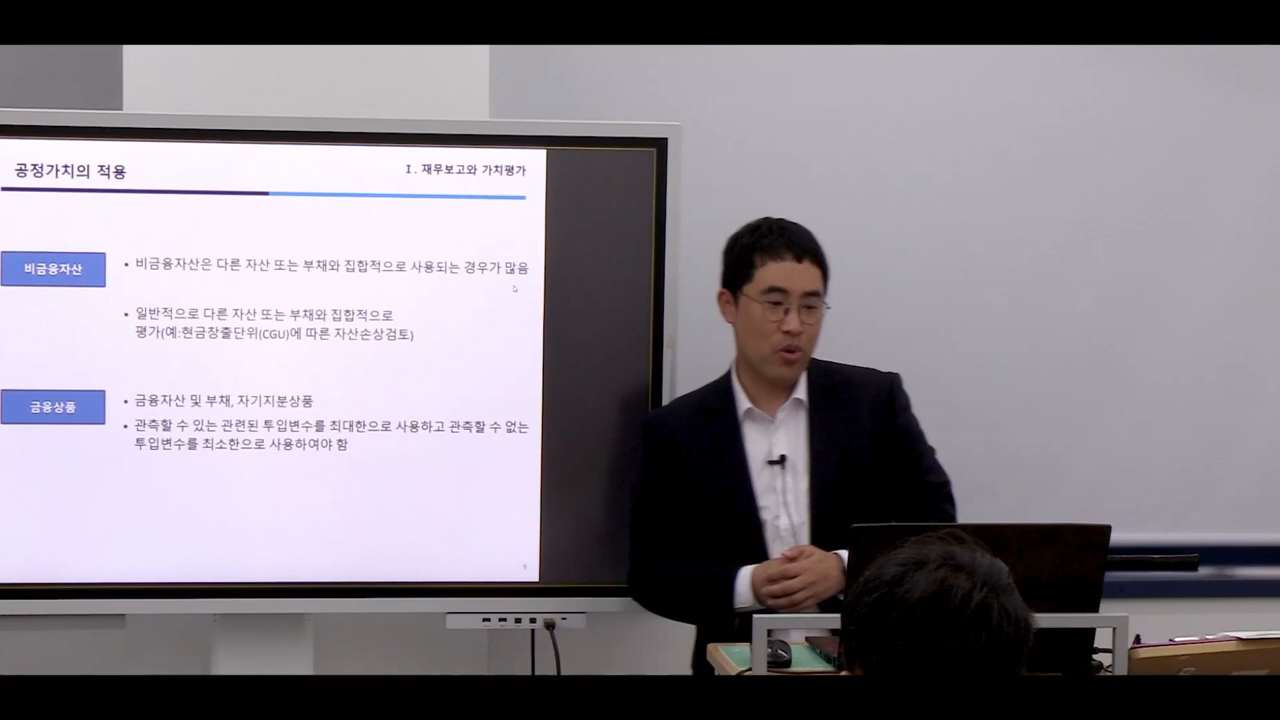 공정가치의 적용
Ⅰ. 재무보고와 가치평가
비금융자산
• 비금융자산은 다른 자산 또는 부채와 집합적으로 사용되는 경우가 많음
• 일반적으로 다른 자산 또는 부채와 집합적으로
평가(예:현금창출단위(CGU)에 따른 자산손상검토)
금융상품
• 금융자산 및 부채, 자기지분상품
• 관측할 수 있는 관련된 투입변수를 최대한으로 사용하고 관측할 수 없는
투입변수를 최소한으로 사용하여야 함